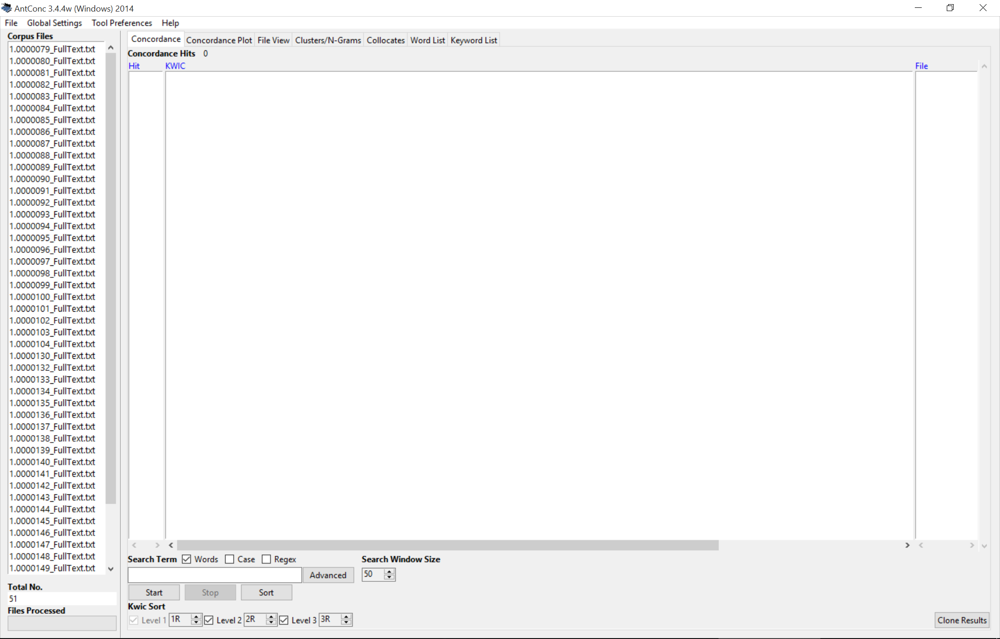 AntConc 3.4.4w (Windows) 2014
File Global Settings Tool Preferences Help
Corpus Files
1.0000079_FullText.txt
1.0000080_FullText.txt
1.0000081_FullText.txt
1.0000082_FullText.txt
1.0000083_FullText.txt
1.0000084_FullText.txt
1.0000085_FullText.txt
1.0000086_FullText.txt
1.0000087_FullText.txt
1.0000088_FullText.txt
1.0000089_FullText.txt
1.0000090_FullText.txt
1.0000091_FullText.txt
1.0000092_FullText.txt
1.0000093_FullText.txt
1.0000094_FullText.txt
1.0000095_FullText.txt
1.0000096_FullText.txt
1.0000097_FullText.txt
1.0000098_FullText.txt
1.0000099_FullText.txt
1.0000100_FullText.txt
1.0000101_FullText.txt
1.0000102_FullText.txt
1.0000103_FullText.txt
1.0000104_FullText.txt
1.0000130_FullText.txt
1.0000132_FullText.txt
1.0000133_FullText.txt
1.0000134_FullText.txt
1.0000135_FullText.txt
1.0000136_FullText.txt
1.0000137_FullText.txt
1.0000138_FullText.txt
1.0000139_FullText.txt
1.0000140_FullText.txt
1.0000141_FullText.txt
1.0000142_FullText.txt
1.0000143_FullText.txt
1.0000144_FullText.txt
1.0000145_FullText.txt
1.0000146_FullText.txt
1.0000147_FullText.txt
1.0000148_FullText.txt
1.0000149_FullText.txt
Total No.
51
Files Processed
Concordance Concordance Plot File View Clusters/N-Grams Collocates Word List Keyword List
Concordance Hits 0
Hit KWIC File
Search Term Words Case Regex Search Window Size
Advanced 50
Start Stop Sort
Kwic Sort
Level 1 1R Level 2 2R Level 3 3R Clone Results